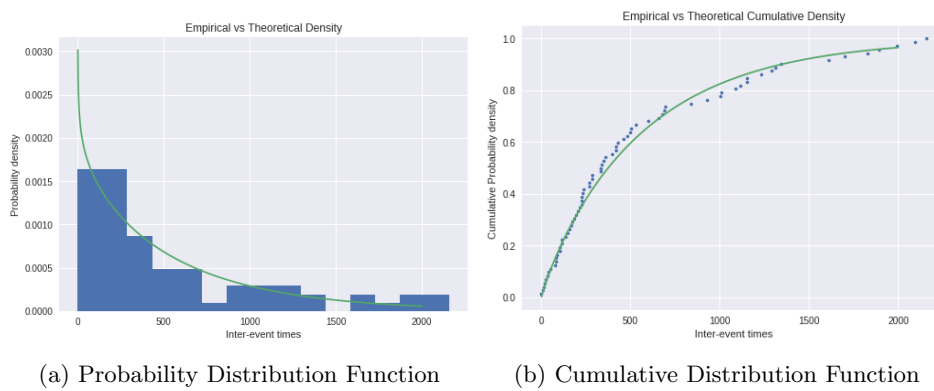 Empirical vs Theoretical Density
0.0030
0.0025
0.0020
0.0015
0.0010
0.0005
0.0000
Probability density
0 500 1000 1500 2000
Inter-event times
(a) Probability Distribution Function
Empirical vs Theoretical Cumulative Density
1.0
0.8
0.6
0.4
0.2
0.0
Cumulative Probability density
0 500 1000 1500 2000
Inter-event times
(b) Cumulative Distribution Function